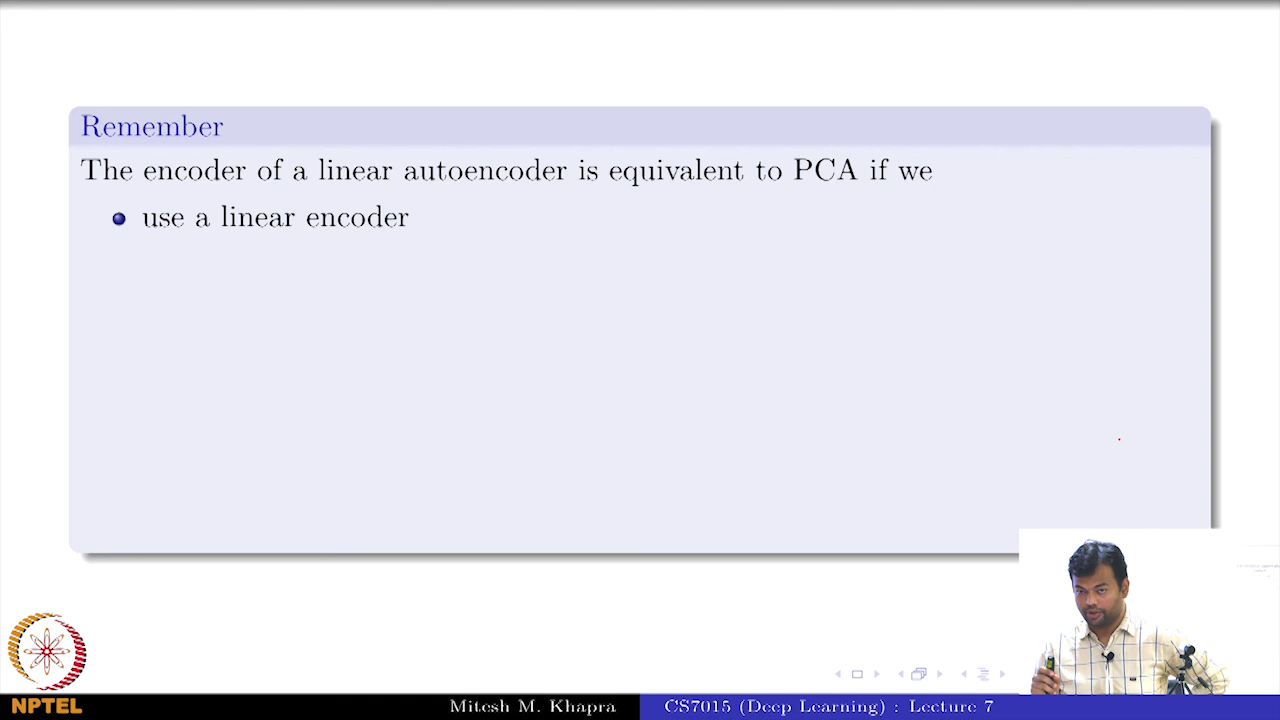 Remember
The encoder of a linear autoencoder is equivalent to PCA if we
use a linear encoder
NPTEL
Mitesh M. Khapra
CS7015 (Deep Learning) : Lecture 7